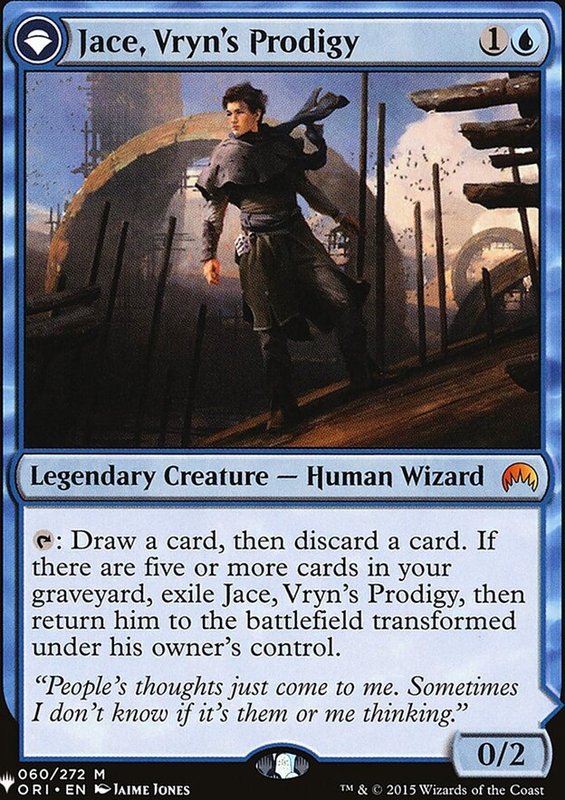 Jace, Vryn's Prodigy 1
Legendary Creature — Human Wizard
: Draw a card, then discard a card. If
there are five or more cards in your
graveyard, exile Jace, Vryn's Prodigy, then
return him to the battlefield transformed
under his owner's control.
“People's thoughts just come to me. Sometimes
I don't know if it's them or me thinking.”
0/2
060/272 M
ORI • EN Jaime Jones
™ & © 2015 Wizards of the Coast